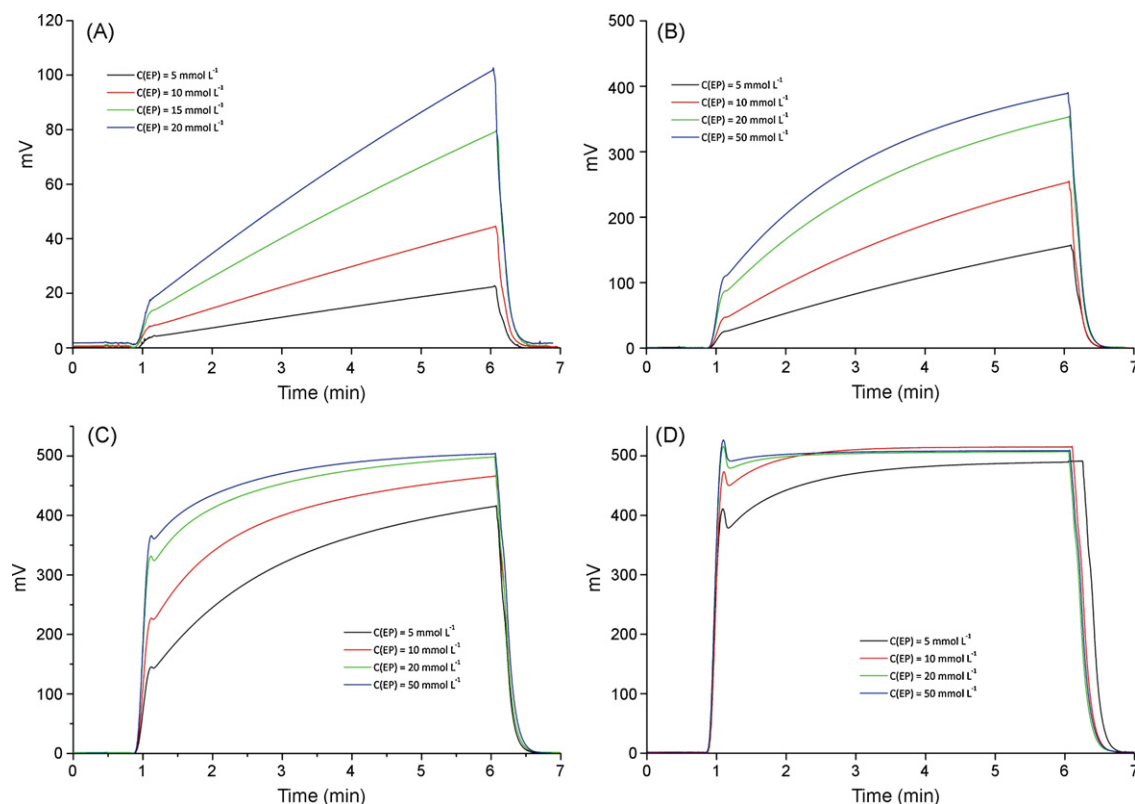 (A)
120
100
80
60
40
20
0
mV
C(EP) = 5 mmol L⁻¹
C(EP) = 10 mmol L⁻¹
C(EP) = 15 mmol L⁻¹
C(EP) = 20 mmol L⁻¹
0 1 2 3 4 5 6 7
Time (min)
(B)
500
400
300
200
100
0
mV
C(EP) = 5 mmol L⁻¹
C(EP) = 10 mmol L⁻¹
C(EP) = 20 mmol L⁻¹
C(EP) = 50 mmol L⁻¹
0 1 2 3 4 5 6 7
Time (min)
(C)
500
400
300
200
100
0
mV
C(EP) = 5 mmol L⁻¹
C(EP) = 10 mmol L⁻¹
C(EP) = 20 mmol L⁻¹
C(EP) = 50 mmol L⁻¹
0 1 2 3 4 5 6 7
Time (min)
(D)
500
400
300
200
100
0
mV
C(EP) = 5 mmol L⁻¹
C(EP) = 10 mmol L⁻¹
C(EP) = 20 mmol L⁻¹
C(EP) = 50 mmol L⁻¹
0 1 2 3 4 5 6 7
Time (min)